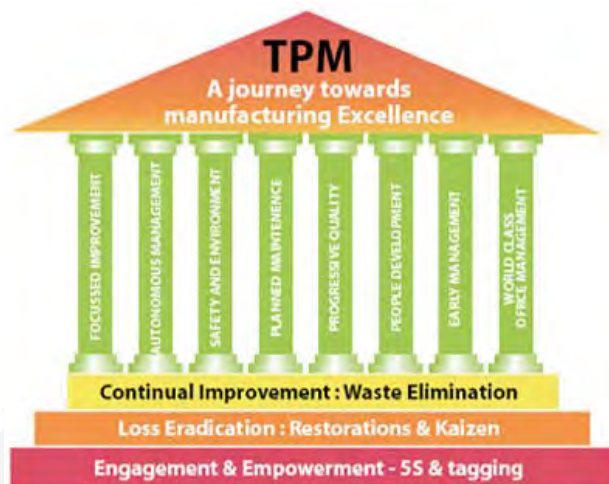 TPM
A journey towards
manufacturing Excellence
FOCUSSED IMPROVEMENT
AUTONOMOUS MANAGEMENT
SAFETY AND ENVIRONMENT
PLANNED MAINTENENCE
PROGRESSIVE QUALITY
PEOPLE DEVELOPMENT
EARLY MANAGEMENT
WORLD CLASS
OFFICE MANAGEMENT
Continual Improvement : Waste Elimination
Loss Eradication : Restorations & Kaizen
Engagement & Empowerment - 5S & tagging